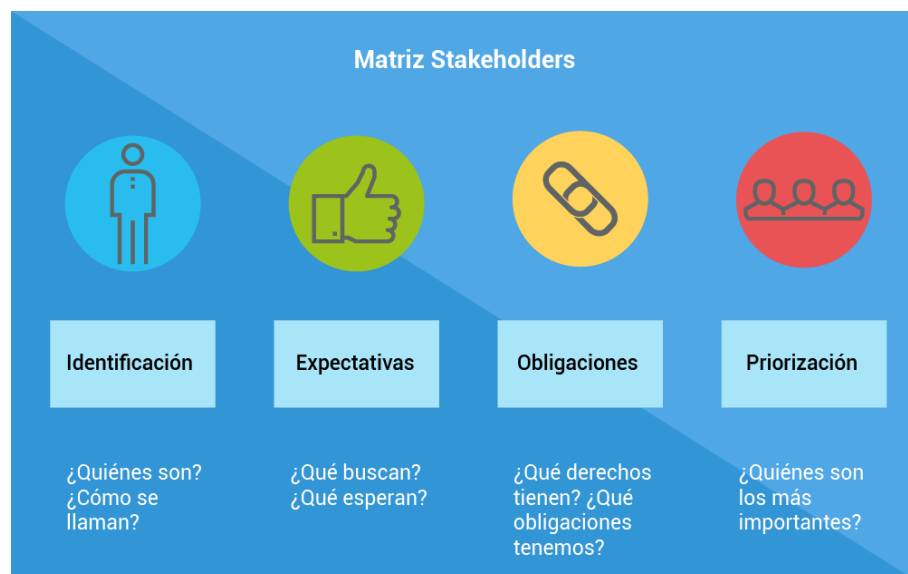 Matriz Stakeholders
Identificación
Expectativas
Obligaciones
Priorización
¿Quiénes son?
¿Cómo se
llaman?
¿Qué buscan?
¿Qué esperan?
¿Qué derechos
tienen? ¿Qué
obligaciones
tenemos?
¿Quiénes son
los más
importantes?